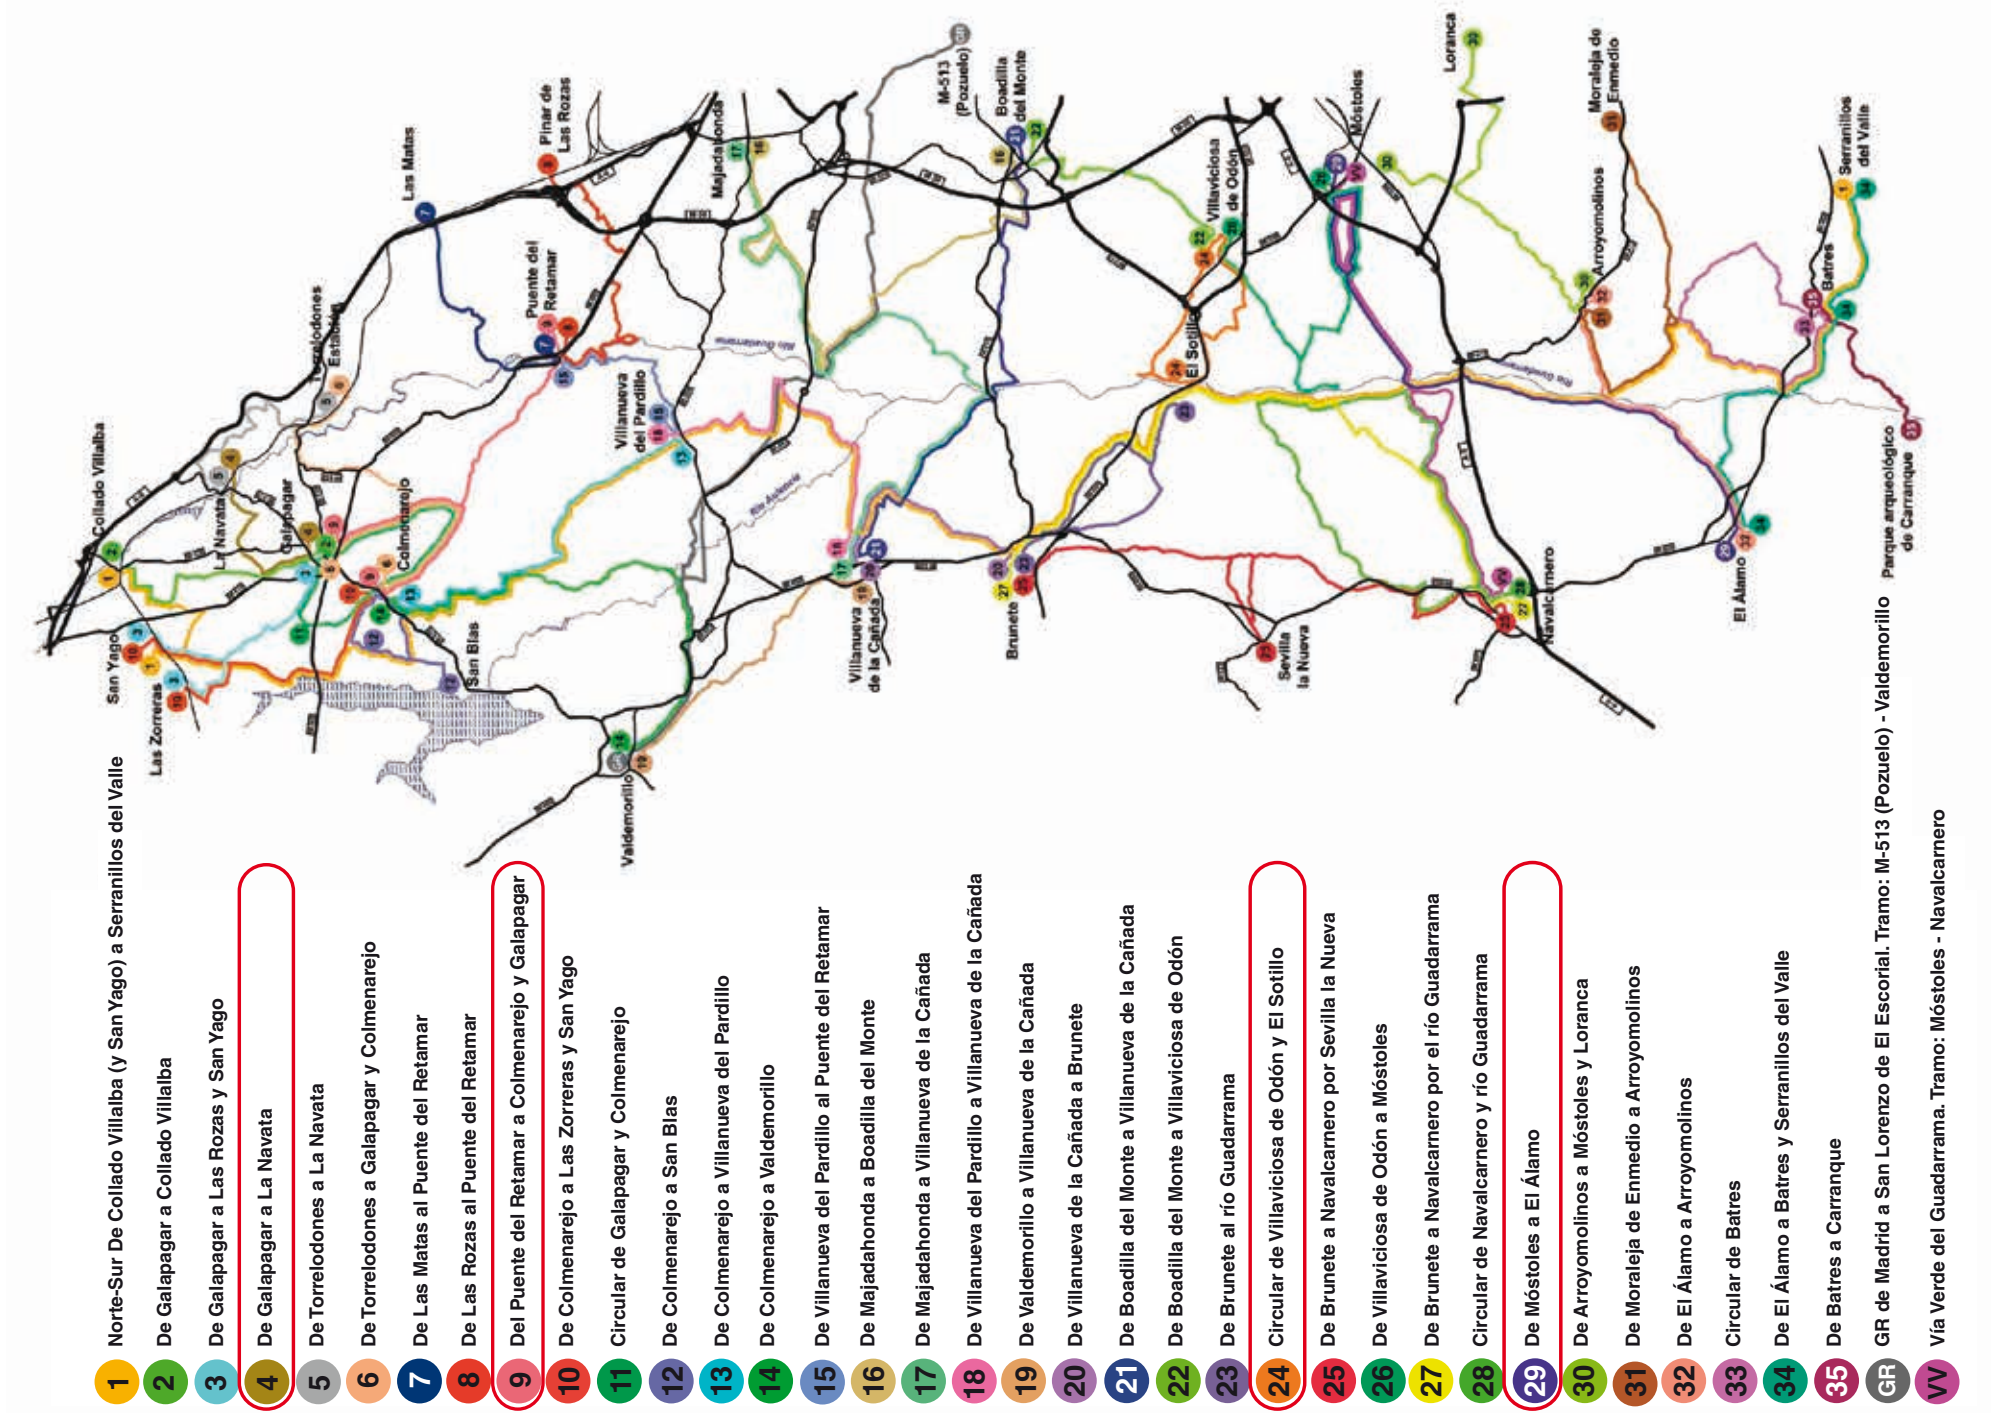 1 Norte-Sur De Collado Villalba (y San Yago) a Serranillos del Valle
2 De Galapagar a Collado Villalba
3 De Galapagar a Las Rozas y San Yago
4 De Galapagar a La Navata
5 De Torrelodones a La Navata
6 De Torrelodones a Galapagar y Colmenarejo
7 De Las Matas al Puente del Retamar
8 De Las Rozas al Puente del Retamar
9 Del Puente del Retamar a Colmenarejo y Galapagar
10 De Colmenarejo a Las Zorreras y San Yago
11 Circular de Galapagar y Colmenarejo
12 De Colmenarejo a San Blas
13 De Colmenarejo a Villanueva del Pardillo
14 De Colmenarejo a Valdemorillo
15 De Villanueva del Pardillo al Puente del Retamar
16 De Majadahonda a Boadilla del Monte
17 De Majadahonda a Villanueva de la Cañada
18 De Villanueva del Pardillo a Villanueva de la Cañada
19 De Valdemorillo a Villanueva de la Cañada
20 De Villanueva de la Cañada a Brunete
21 De Boadilla del Monte a Villanueva de la Cañada
22 De Boadilla del Monte a Villaviciosa de Odón
23 De Brunete al río Guadarrama
24 Circular de Villaviciosa de Odón y El Sotillo
25 De Brunete a Navalcarnero por Sevilla la Nueva
26 De Villaviciosa de Odón a Móstoles
27 De Brunete a Navalcarnero por el río Guadarrama
28 Circular de Navalcarnero y río Guadarrama
29 De Móstoles a El Álamo
30 De Arroyomolinos a Móstoles y Loranca
31 De Moraleja de Enmedio a Arroyomolinos
32 De El Álamo a Arroyomolinos
33 Circular de Batres
34 De El Álamo a Batres y Serranillos del Valle
35 De Batres a Carranque
GR GR de Madrid a San Lorenzo de El Escorial. Tramo: M-513 (Pozuelo) - Valdemorillo
VV Vía Verde del Guadarrama. Tramo: Móstoles - Navalcarnero
Collado Villalba
San Yago
Las Zorreras
La Navata
Galapagar
Colmenarejo
San Blas
Valdemorillo
Torrelodones
Estación
Las Matas
Puente del
Retamar
Pinar de
Las Rozas
Majadahonda
Villanueva
del Pardillo
Río Guadarrama
Río Aulencia
Villanueva
de la Cañada
M-513
(Pozuelo)
Boadilla
del Monte
Brunete
Villaviciosa
de Odón
El Sotillo
Sevilla
la Nueva
Móstoles
Loranca
Navalcarnero
Río Guadarrama
Arroyomolinos
Moraleja de
Enmedio
El Álamo
Batres
Serranillos
del Valle
Parque arqueológico
de Carranque